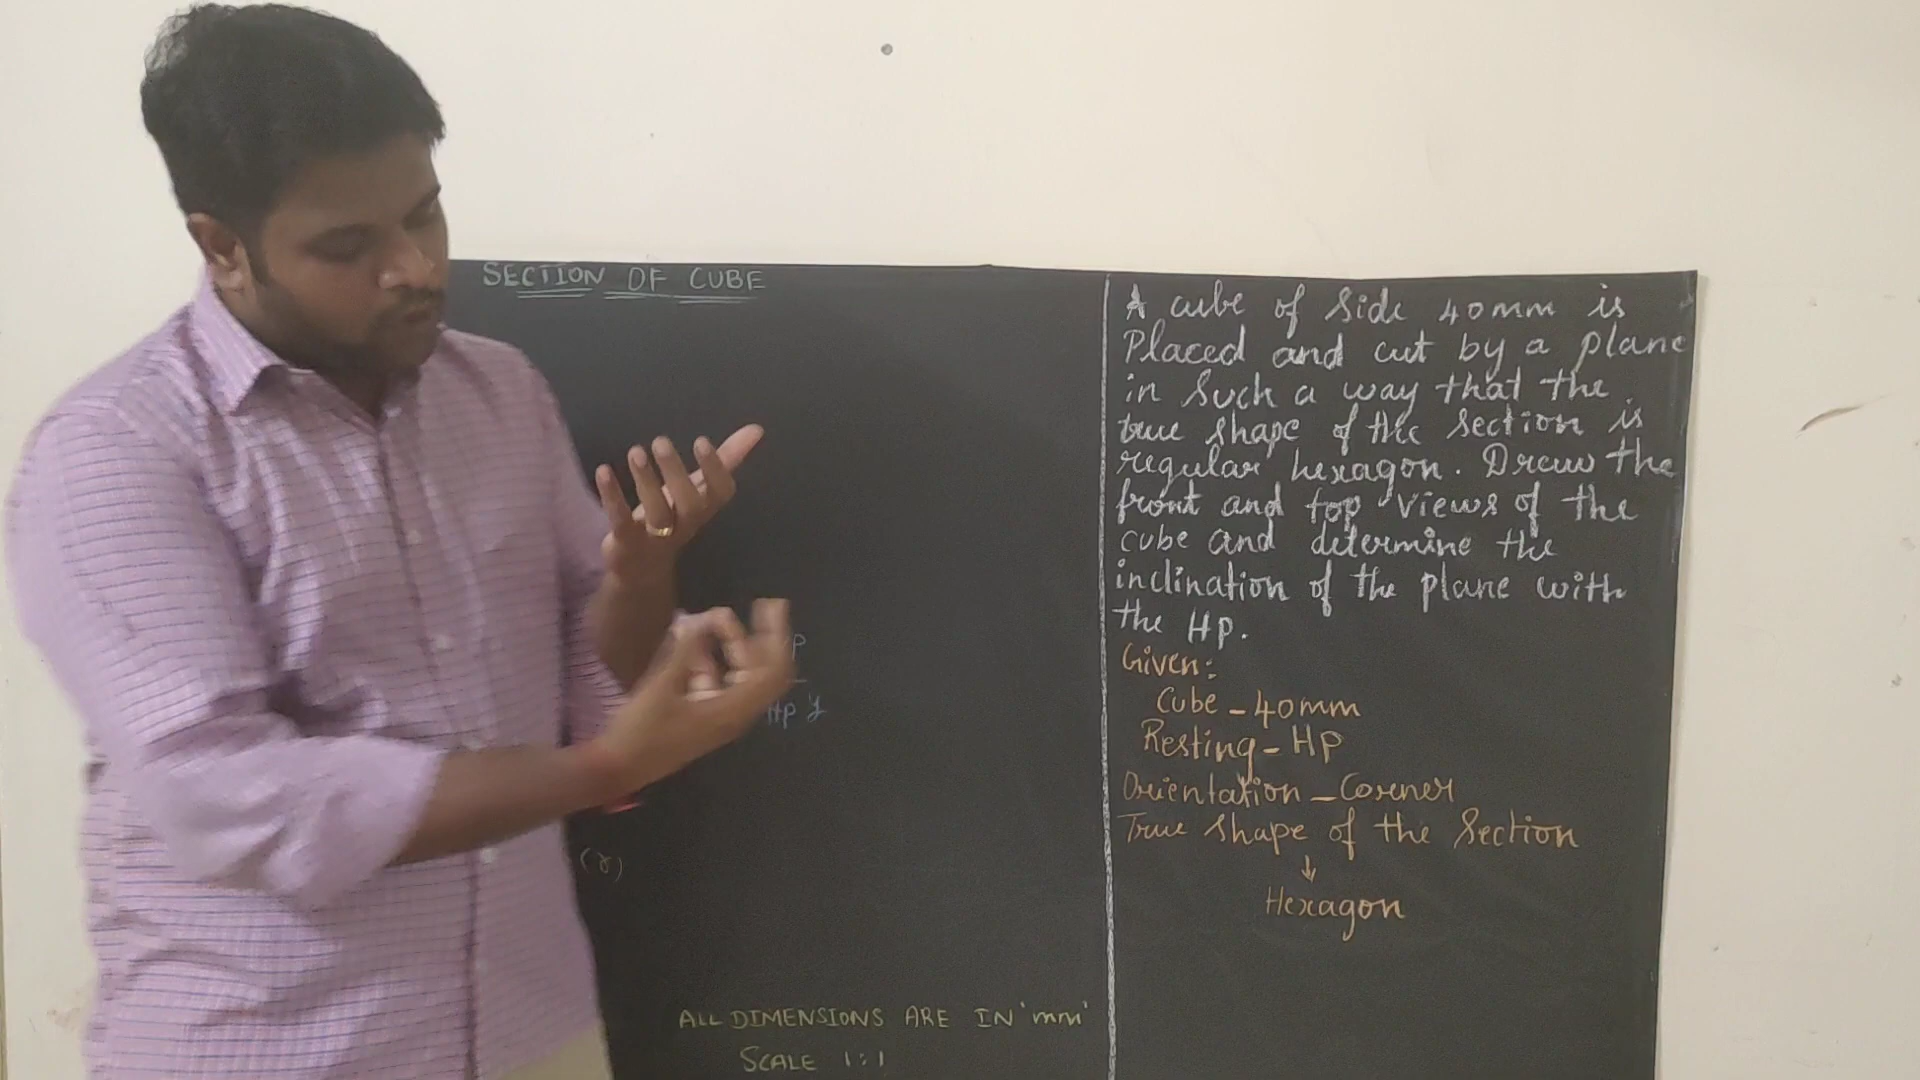 SECTION OF CUBE
P
HP y
(r)
ALL DIMENSIONS ARE IN 'mm'
SCALE 1:1
A cube of side 40mm is
Placed and cut by a plane
in such a way that the
true shape of the section is
regular hexagon. Draw the
front and top views of the
cube and determine the
inclination of the plane with
the HP.
Given:
Cube - 40mm
Resting - HP
Orientation - Corner
True shape of the section
↓
Hexagon